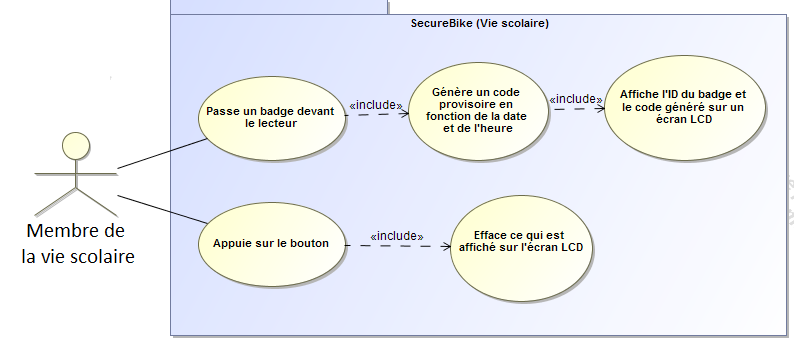 SecureBike (Vie scolaire)
Passe un badge devant
le lecteur
«include»
Génère un code
provisoire en
fonction de la date
et de l'heure
«include»
Affiche l'ID du badge et
le code généré sur un
écran LCD
Membre de
la vie scolaire
Appuie sur le bouton
«include»
Efface ce qui est
affiché sur l'écran LCD